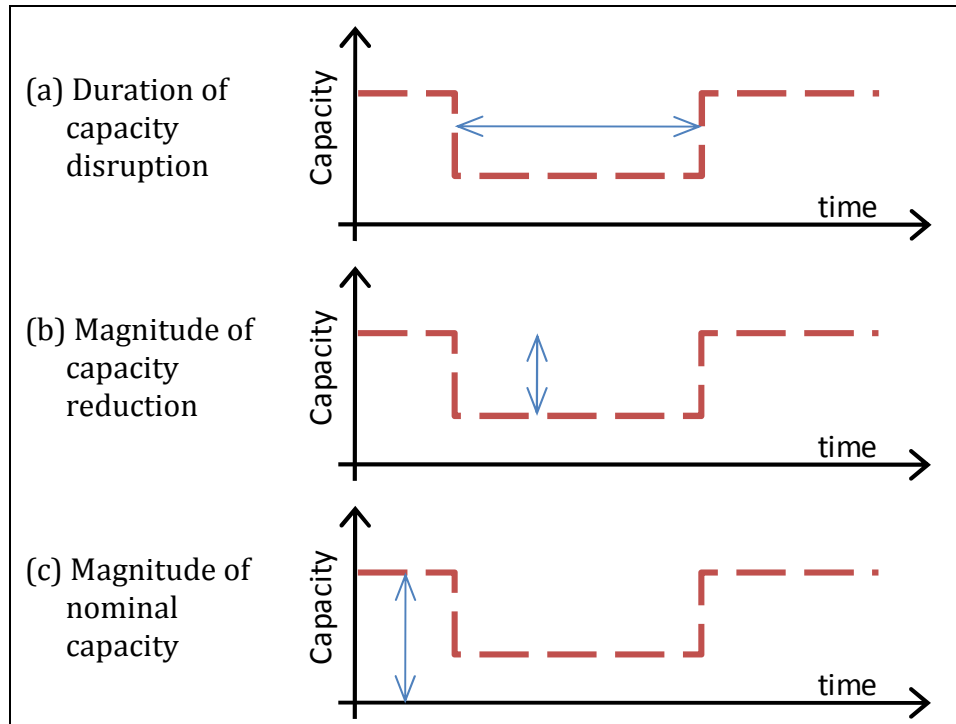 (a) Duration of
capacity
disruption
Capacity
time
(b) Magnitude of
capacity
reduction
Capacity
time
(c) Magnitude of
nominal
capacity
Capacity
time